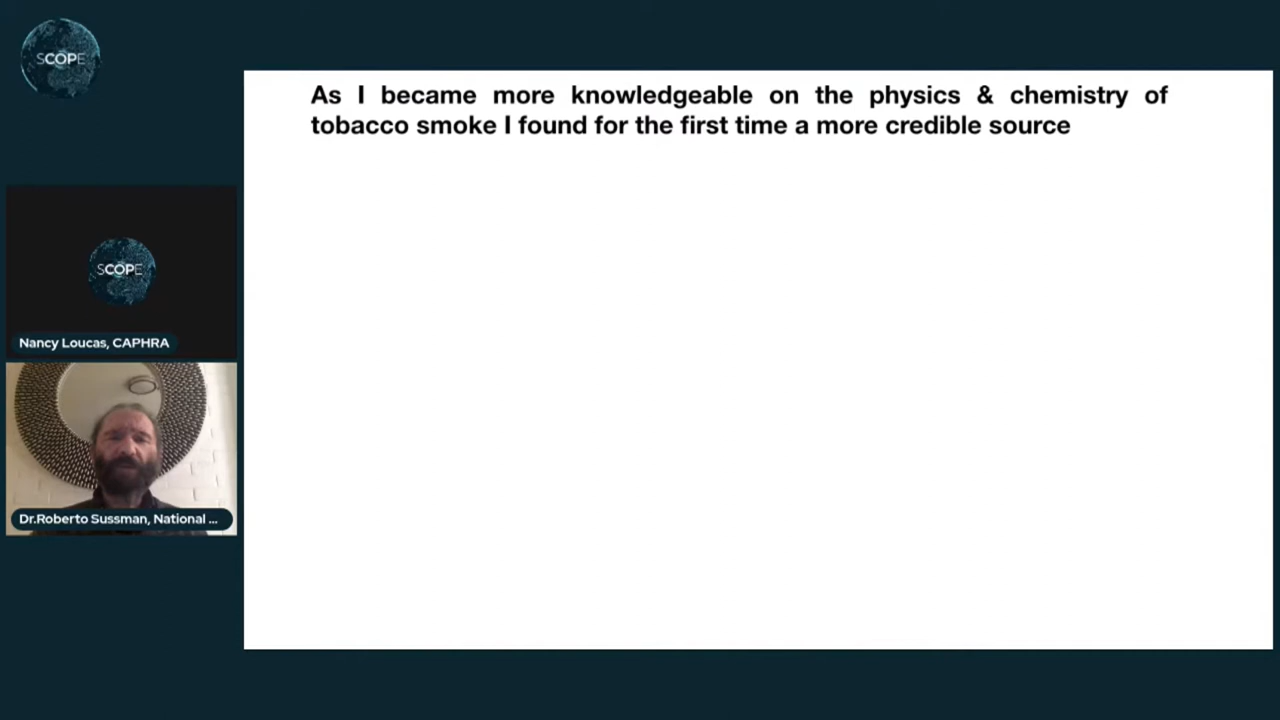 SCOPE
As I became more knowledgeable on the physics & chemistry of
tobacco smoke I found for the first time a more credible source
SCOPE
Nancy Loucas, CAPHRA
Dr.Roberto Sussman, National ...